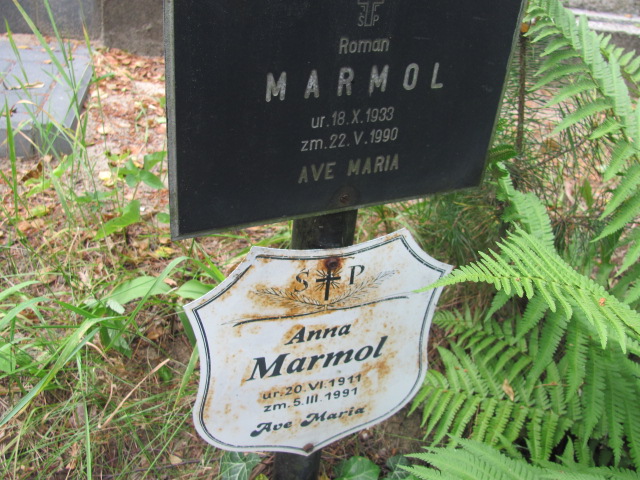 Ś P
Roman
MARMOL
ur. 18. X. 1933
zm. 22. V. 1990
AVE MARIA
S P
Anna
Marmol
ur. 20. VI. 1911
zm. 5. III. 1991
Ave Maria